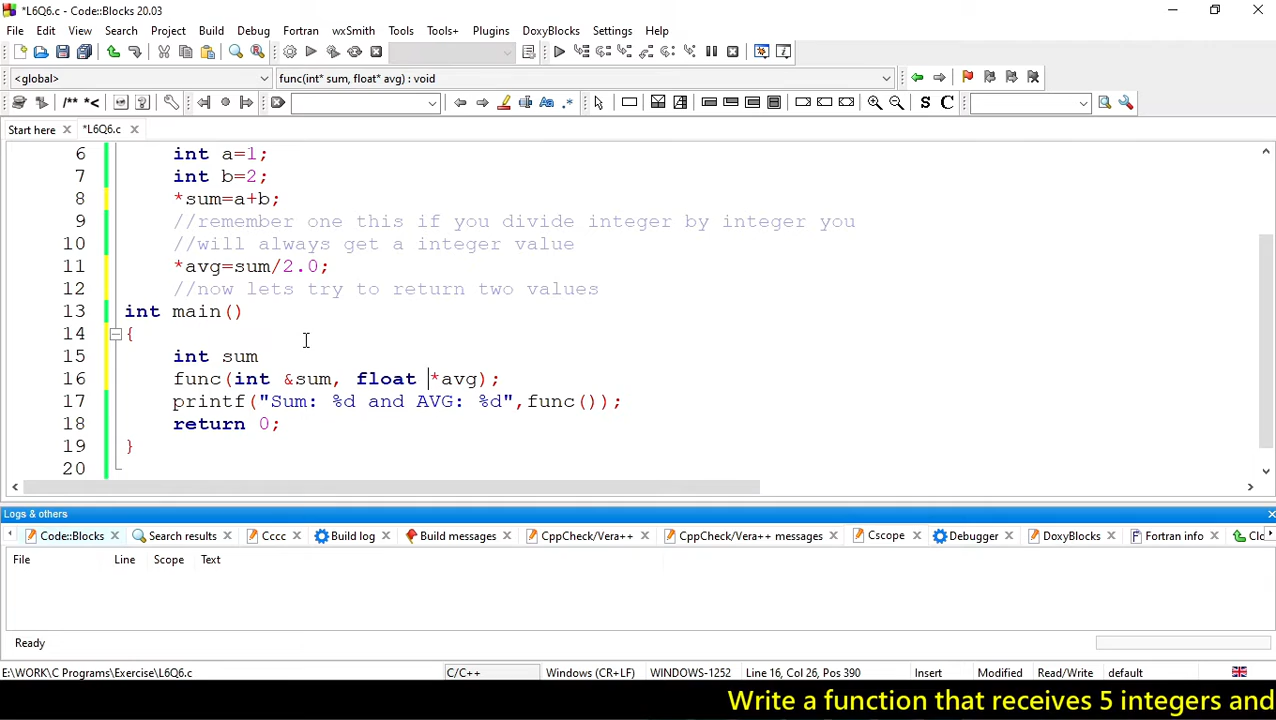 *L6Q6.c - Code::Blocks 20.03
File Edit View Search Project Build Debug Fortran wxSmith Tools Tools+ Plugins DoxyBlocks Settings Help
<global> func(int* sum, float* avg) : void
/** *< Aa .* S C
Start here *L6Q6.c
6 int a=1;
7 int b=2;
8 *sum=a+b;
9 //remember one this if you divide integer by integer you
10 //will always get a integer value
11 *avg=sum/2.0;
12 //now lets try to return two values
13 int main()
14 {
15 int sum
16 func(int &sum, float *avg);
17 printf("Sum: %d and AVG: %d",func());
18 return 0;
19 }
20
Logs & others
Code::Blocks Search results Cccc Build log Build messages CppCheck/Vera++ CppCheck/Vera++ messages Cscope Debugger DoxyBlocks Fortran info Clo
File Line Scope Text
Ready
E:\WORK\C Programs\Exercise\L6Q6.c C/C++ Windows (CR+LF) WINDOWS-1252 Line 16, Col 26, Pos 390 Insert Modified Read/Write default
Write a function that receives 5 integers and